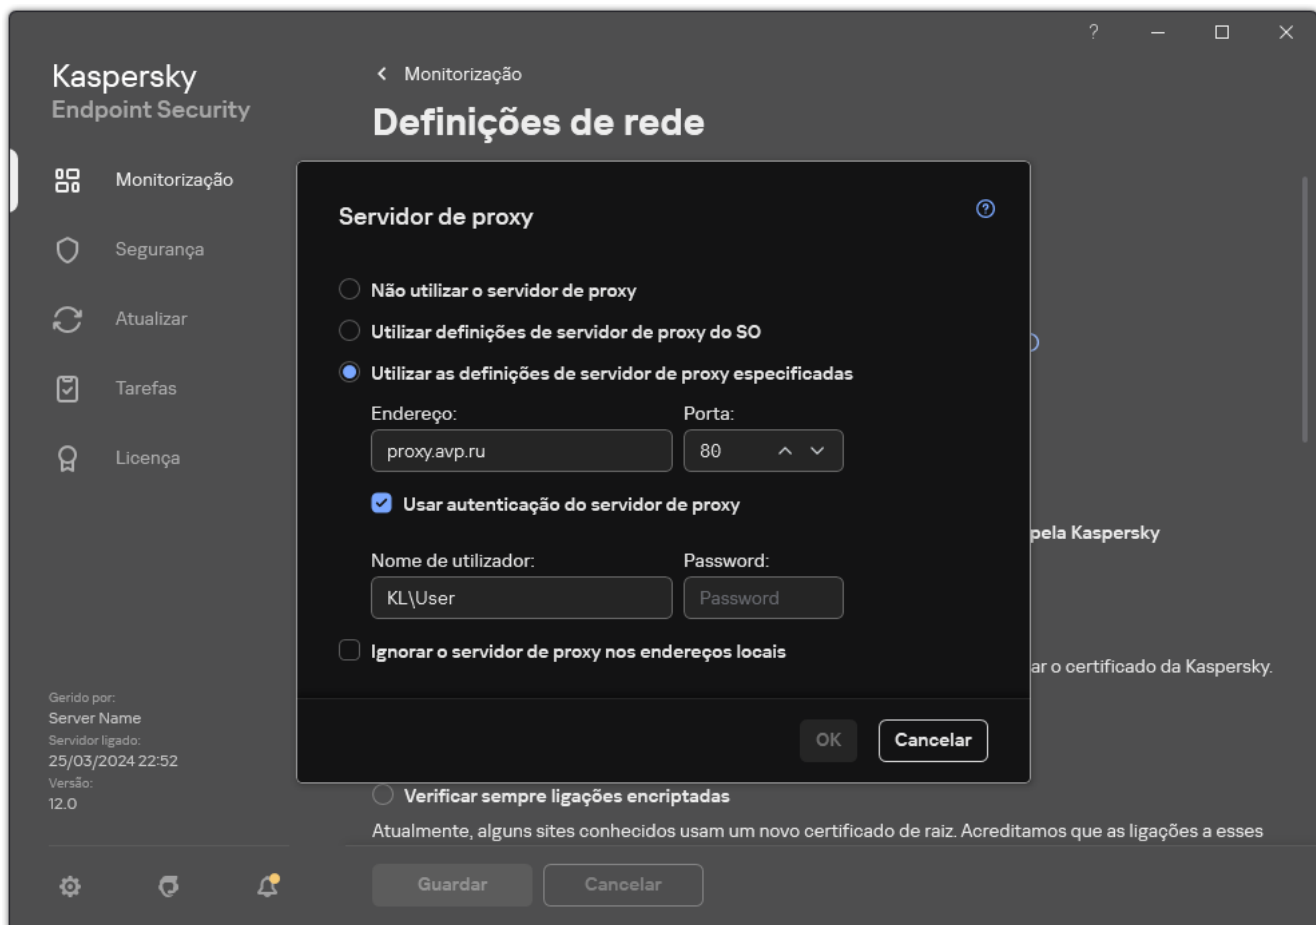 ?
Kaspersky
Endpoint Security
Monitorização
Segurança
Atualizar
Tarefas
Licença
Gerido por:
Server Name
Servidor ligado:
25/03/2024 22:52
Versão:
12.0
Monitorização
Definições de rede
Servidor de proxy
?
Não utilizar o servidor de proxy
Utilizar definições de servidor de proxy do SO
Utilizar as definições de servidor de proxy especificadas
Endereço: Porta:
proxy.avp.ru 80
Usar autenticação do servidor de proxy
Nome de utilizador: Password:
KL\User Password
Ignorar o servidor de proxy nos endereços locais
OK Cancelar
pela Kaspersky
ar o certificado da Kaspersky.
Verificar sempre ligações encriptadas
Atualmente, alguns sites conhecidos usam um novo certificado de raiz. Acreditamos que as ligações a esses
Guardar Cancelar